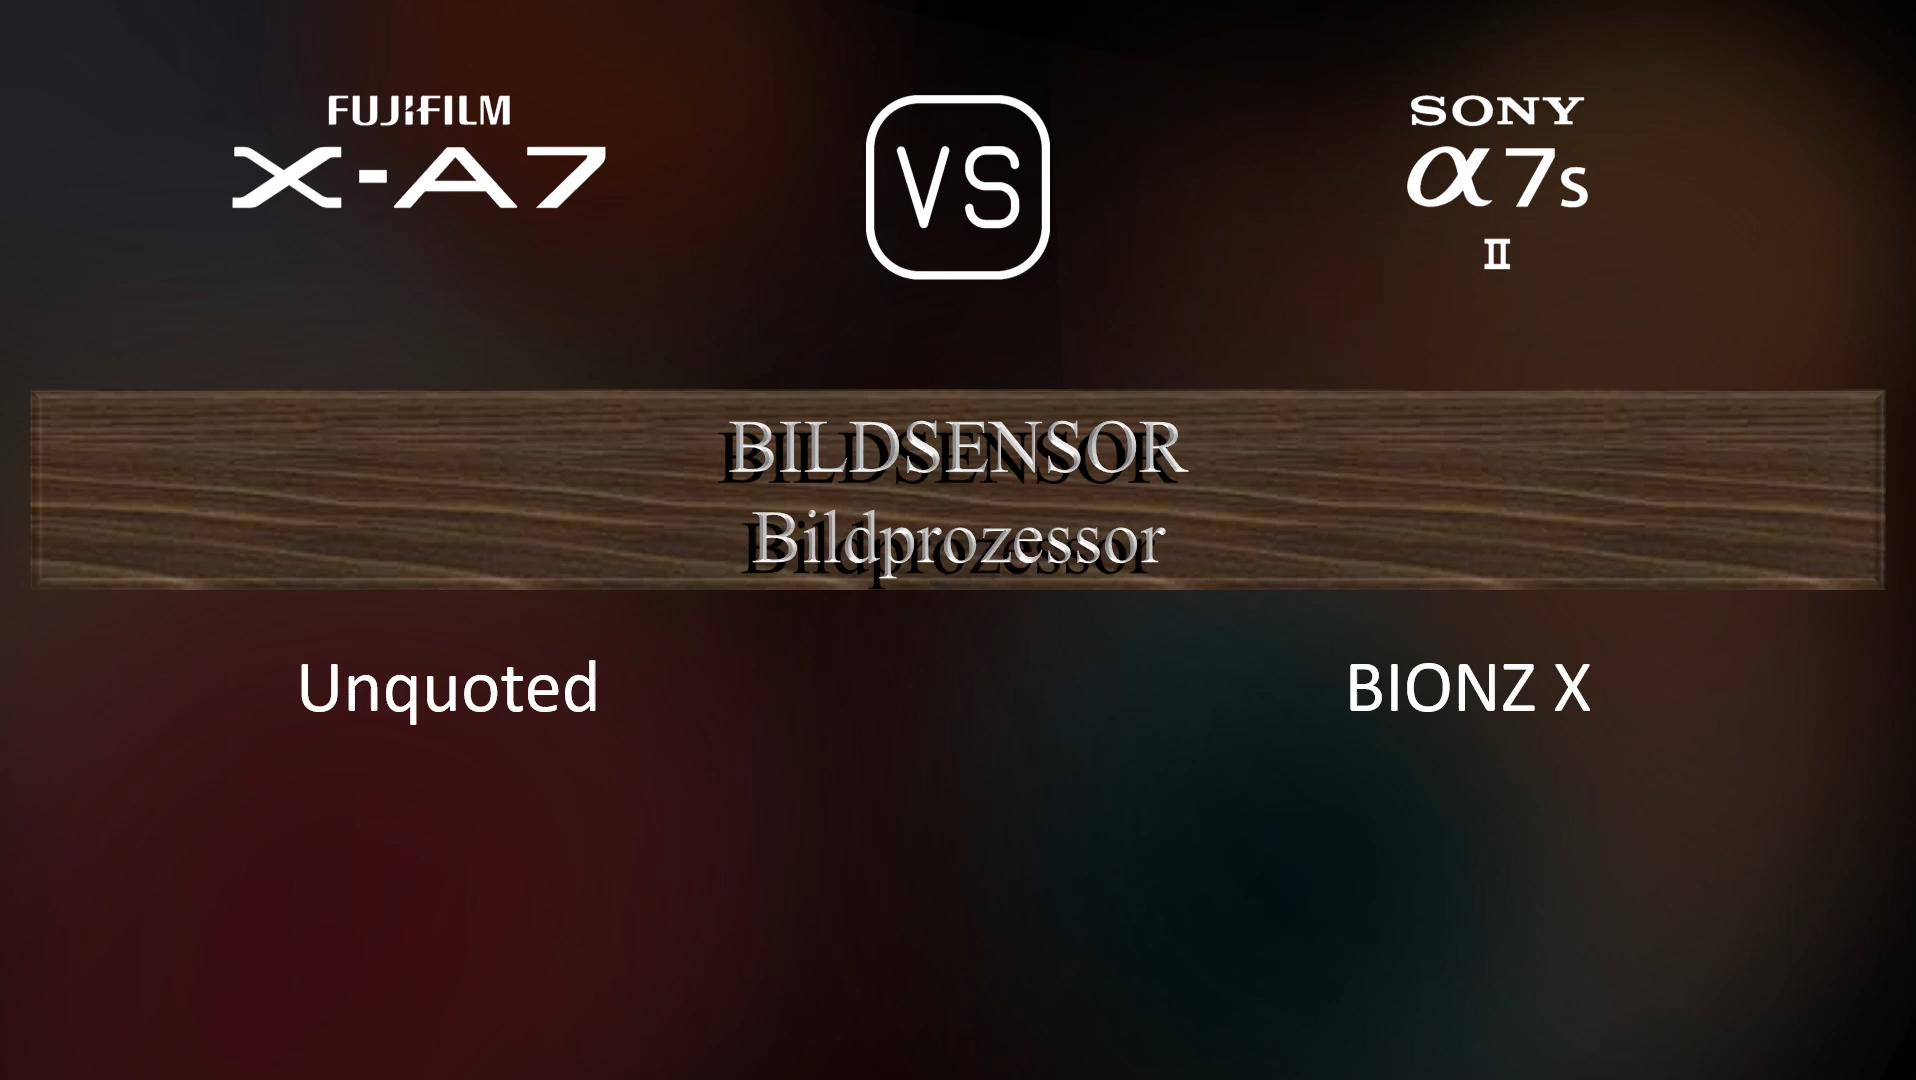 FUJIFILM
X-A7
VS
SONY
α7s
II
BILDSENSOR
Bildprozessor
Unquoted
BIONZ X